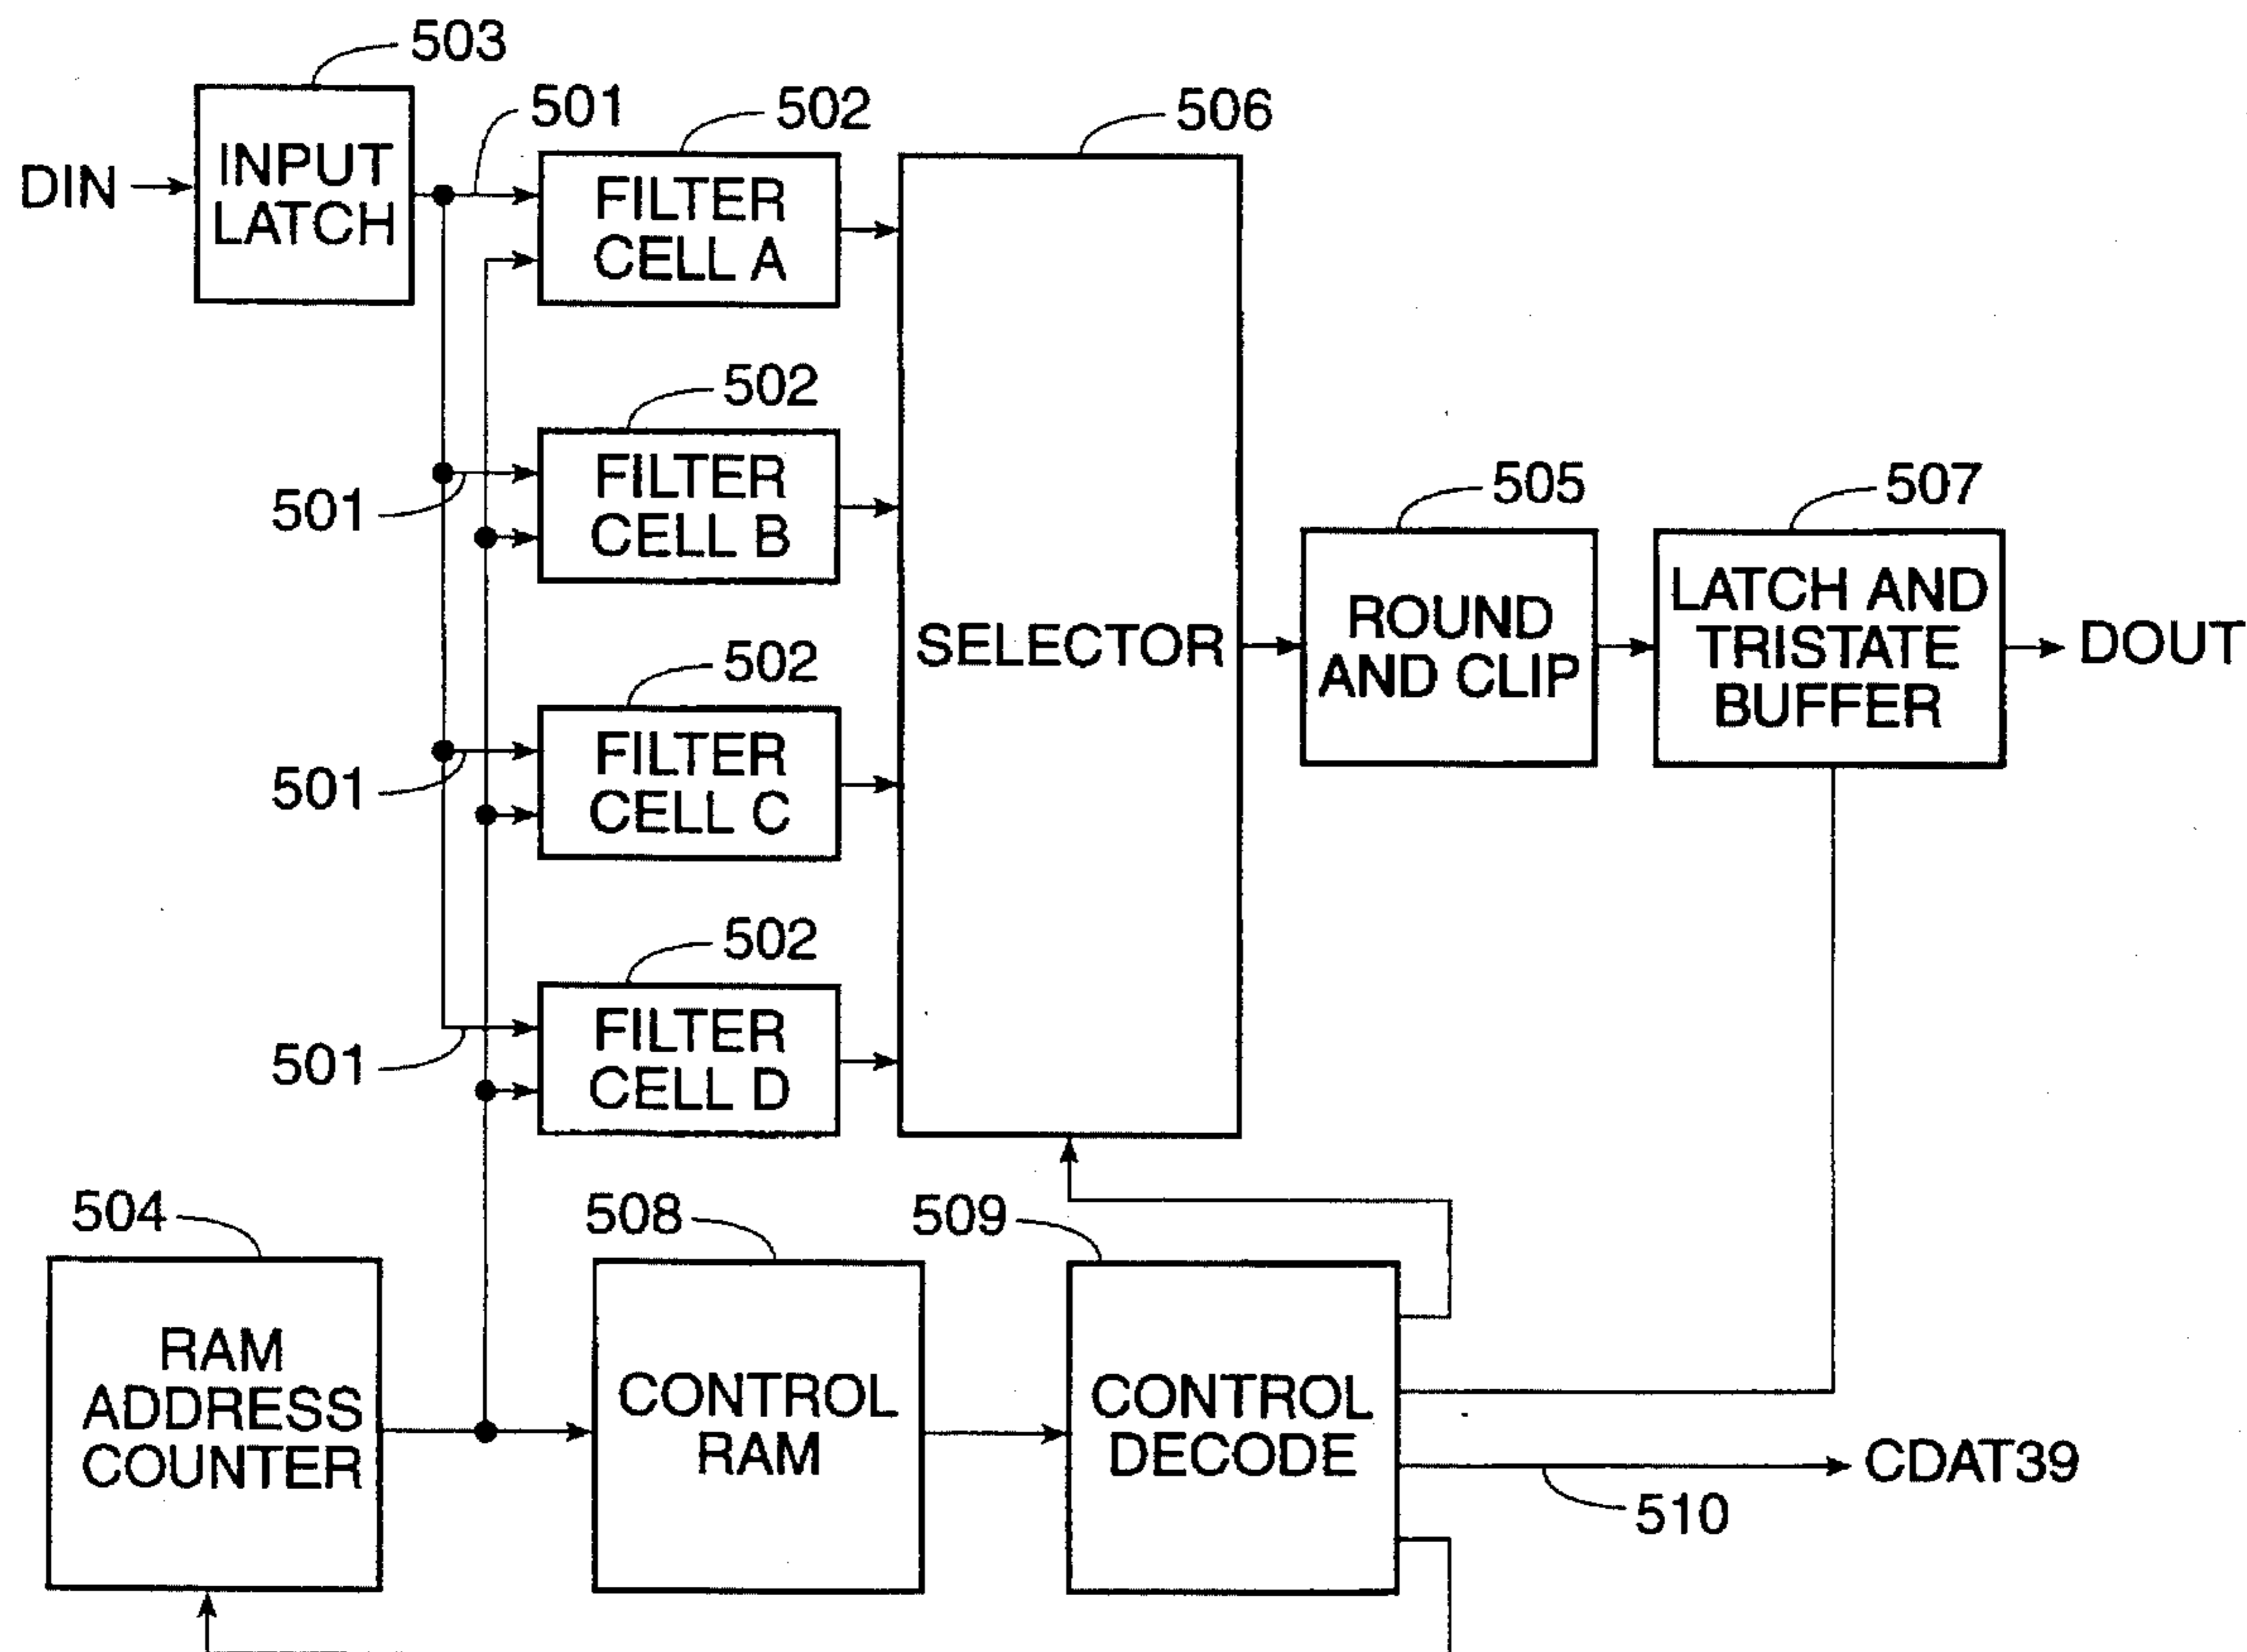 503
501
502
506
DIN
INPUT
LATCH
FILTER
CELL A
502
501
FILTER
CELL B
505
507
502
SELECTOR
ROUND
AND CLIP
LATCH AND
TRISTATE
BUFFER
DOUT
501
FILTER
CELL C
502
501
FILTER
CELL D
504
508
509
RAM
ADDRESS
COUNTER
CONTROL
RAM
CONTROL
DECODE
CDAT39
510